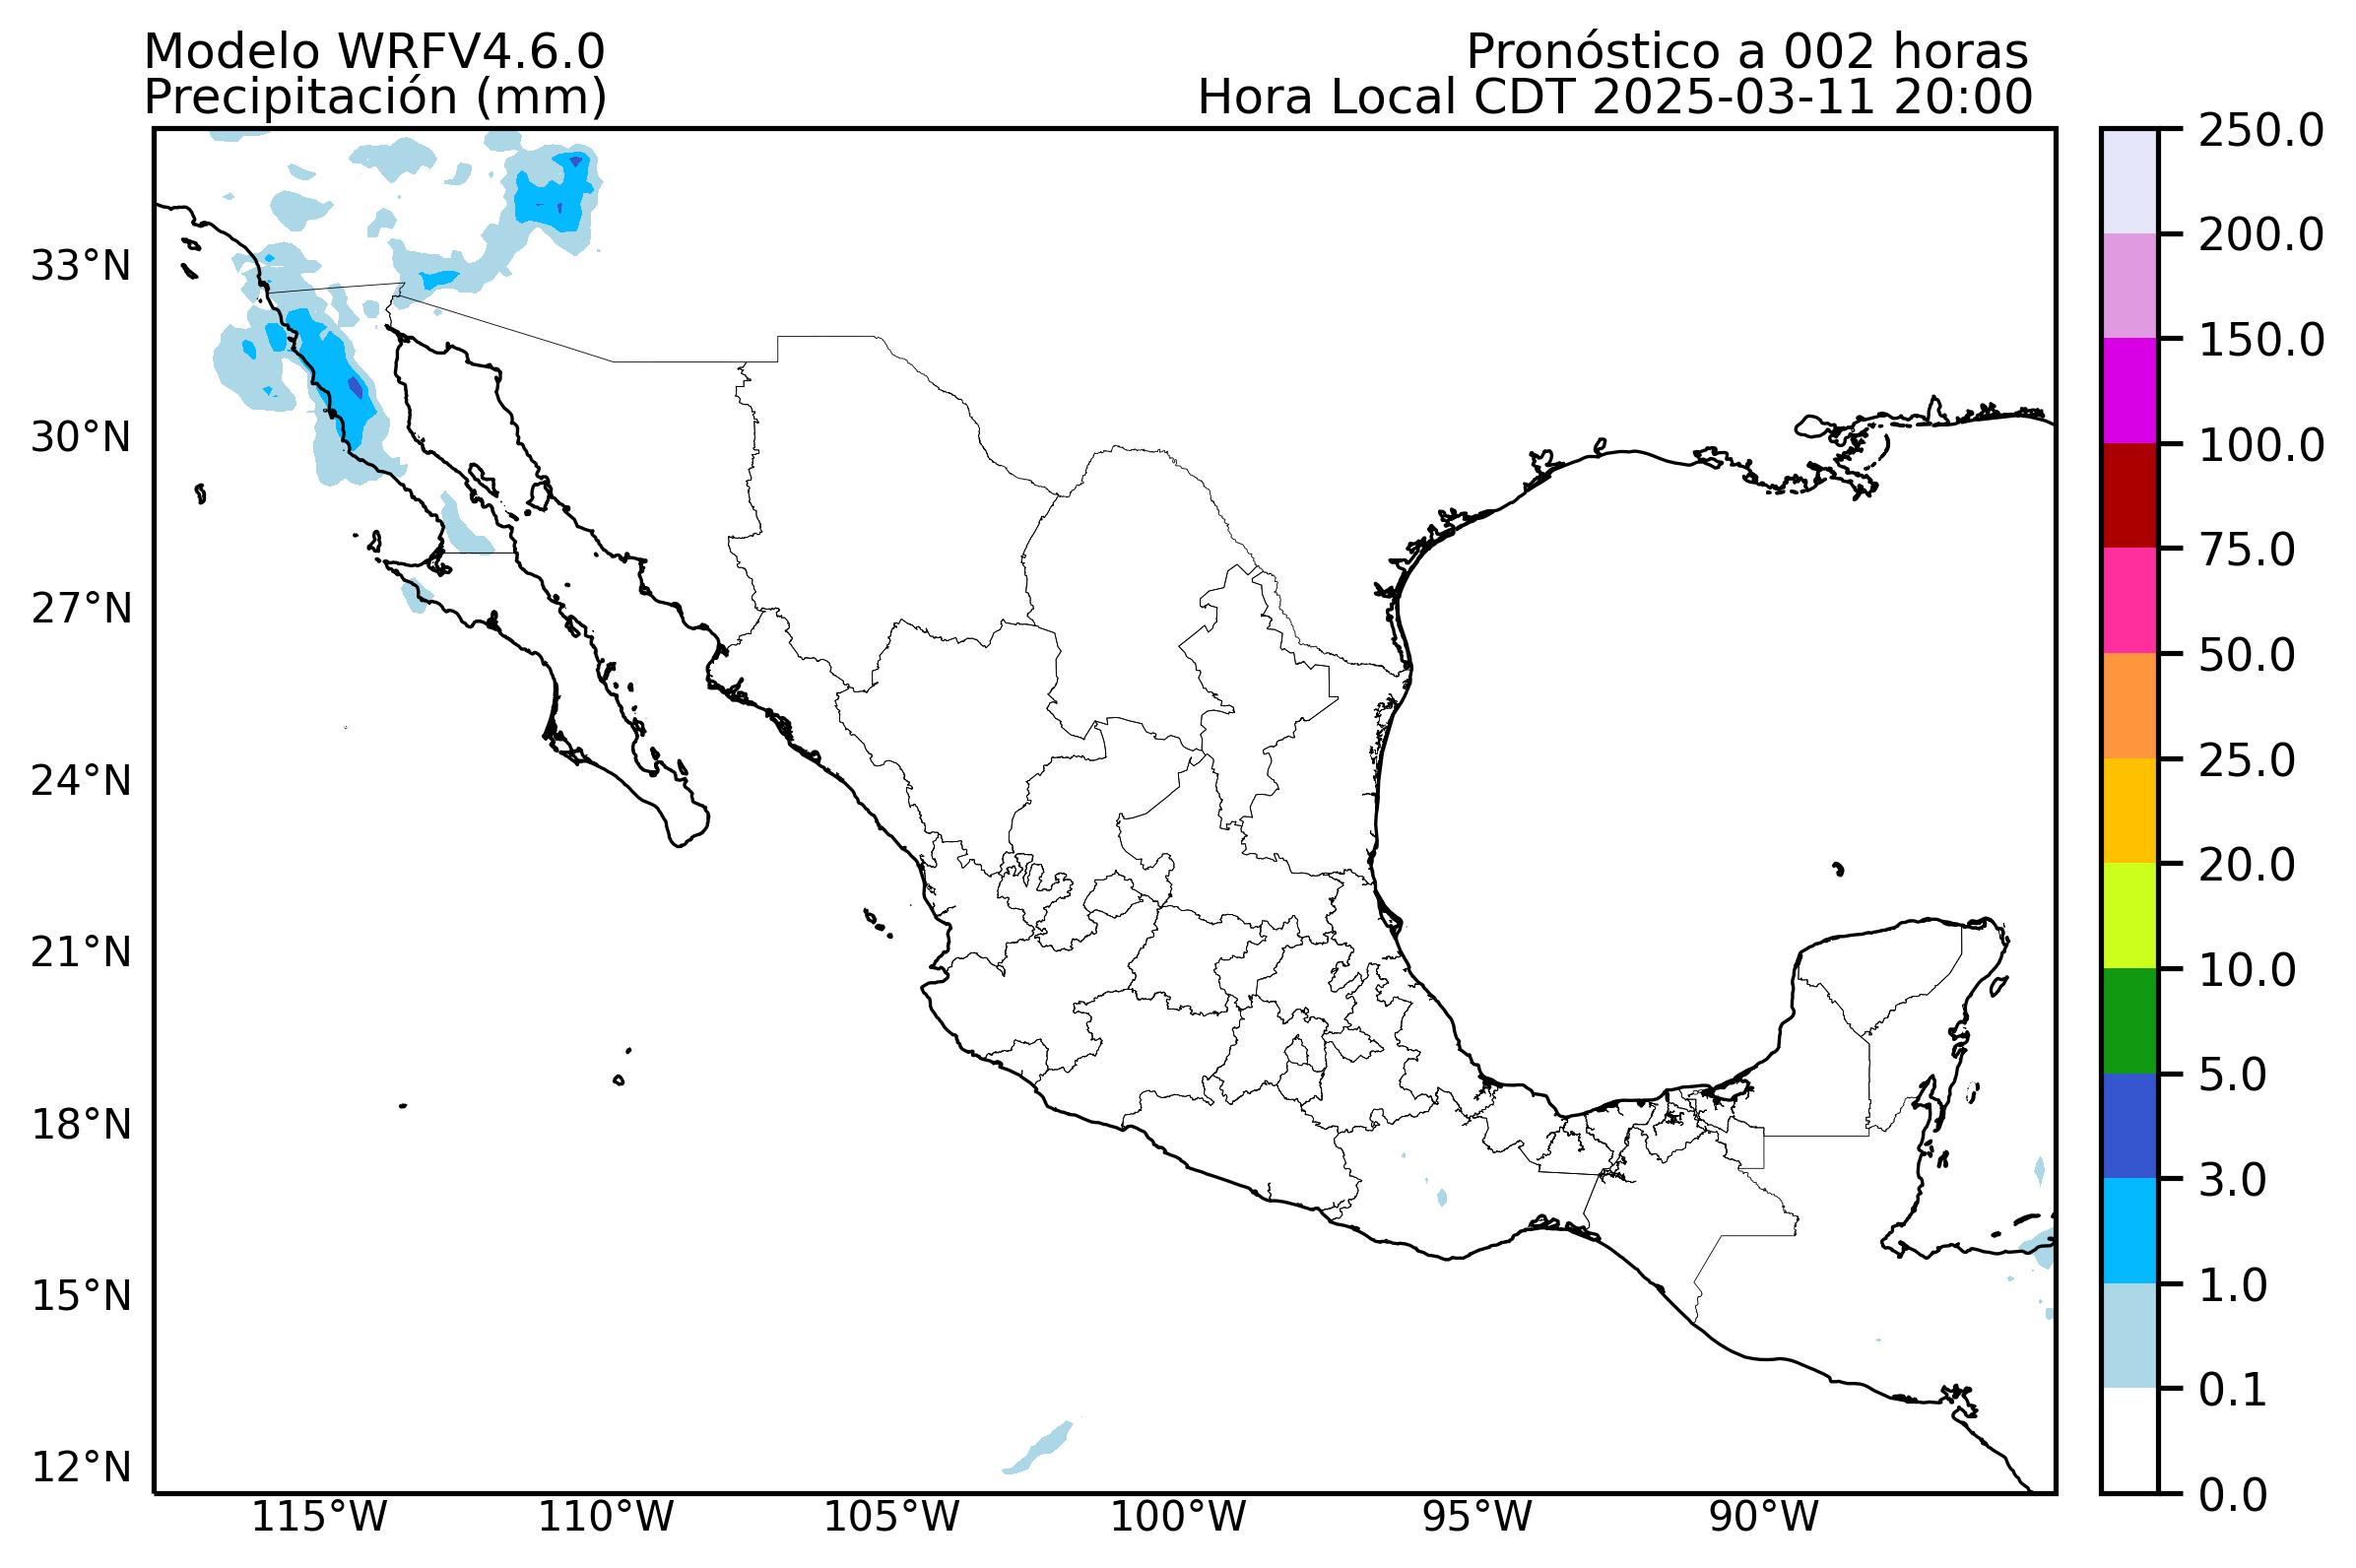 Modelo WRFV4.6.0
Precipitación (mm)
Pronóstico a 002 horas
Hora Local CDT 2025-03-11 20:00
33°N
30°N
27°N
24°N
21°N
18°N
15°N
12°N
115°W
110°W
105°W
100°W
95°W
90°W
250.0
200.0
150.0
100.0
75.0
50.0
25.0
20.0
10.0
5.0
3.0
1.0
0.1
0.0